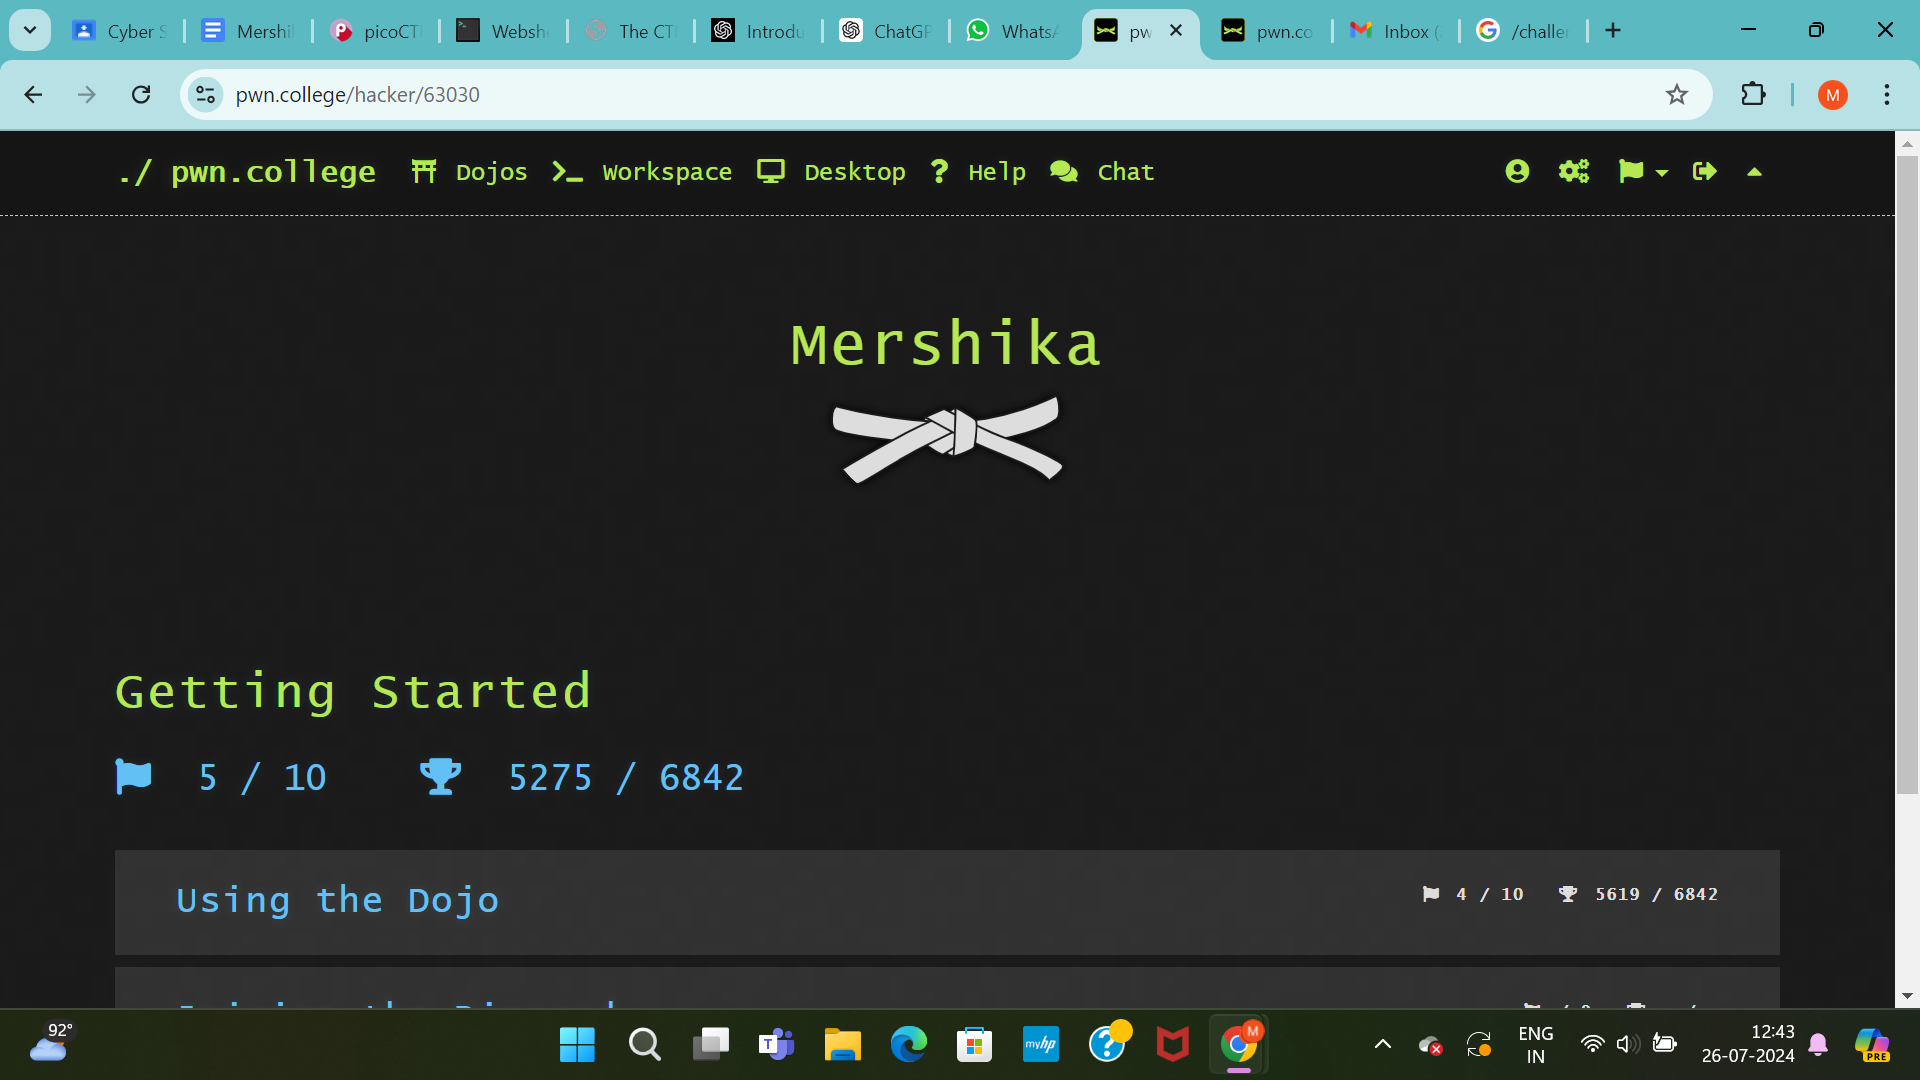 Cyber S
Mershi
picoCT
Websh
The CT
Introdu
ChatGP
WhatsA
pw
pwn.co
Inbox (
/challe
pwn.college/hacker/63030
M
./ pwn.college
Dojos
Workspace
Desktop
Help
Chat
Mershika
Getting Started
5 / 10
5275 / 6842
Using the Dojo
4 / 10
5619 / 6842
92°
T
myhp
?
M
ENG
IN
12:43
26-07-2024
PRE